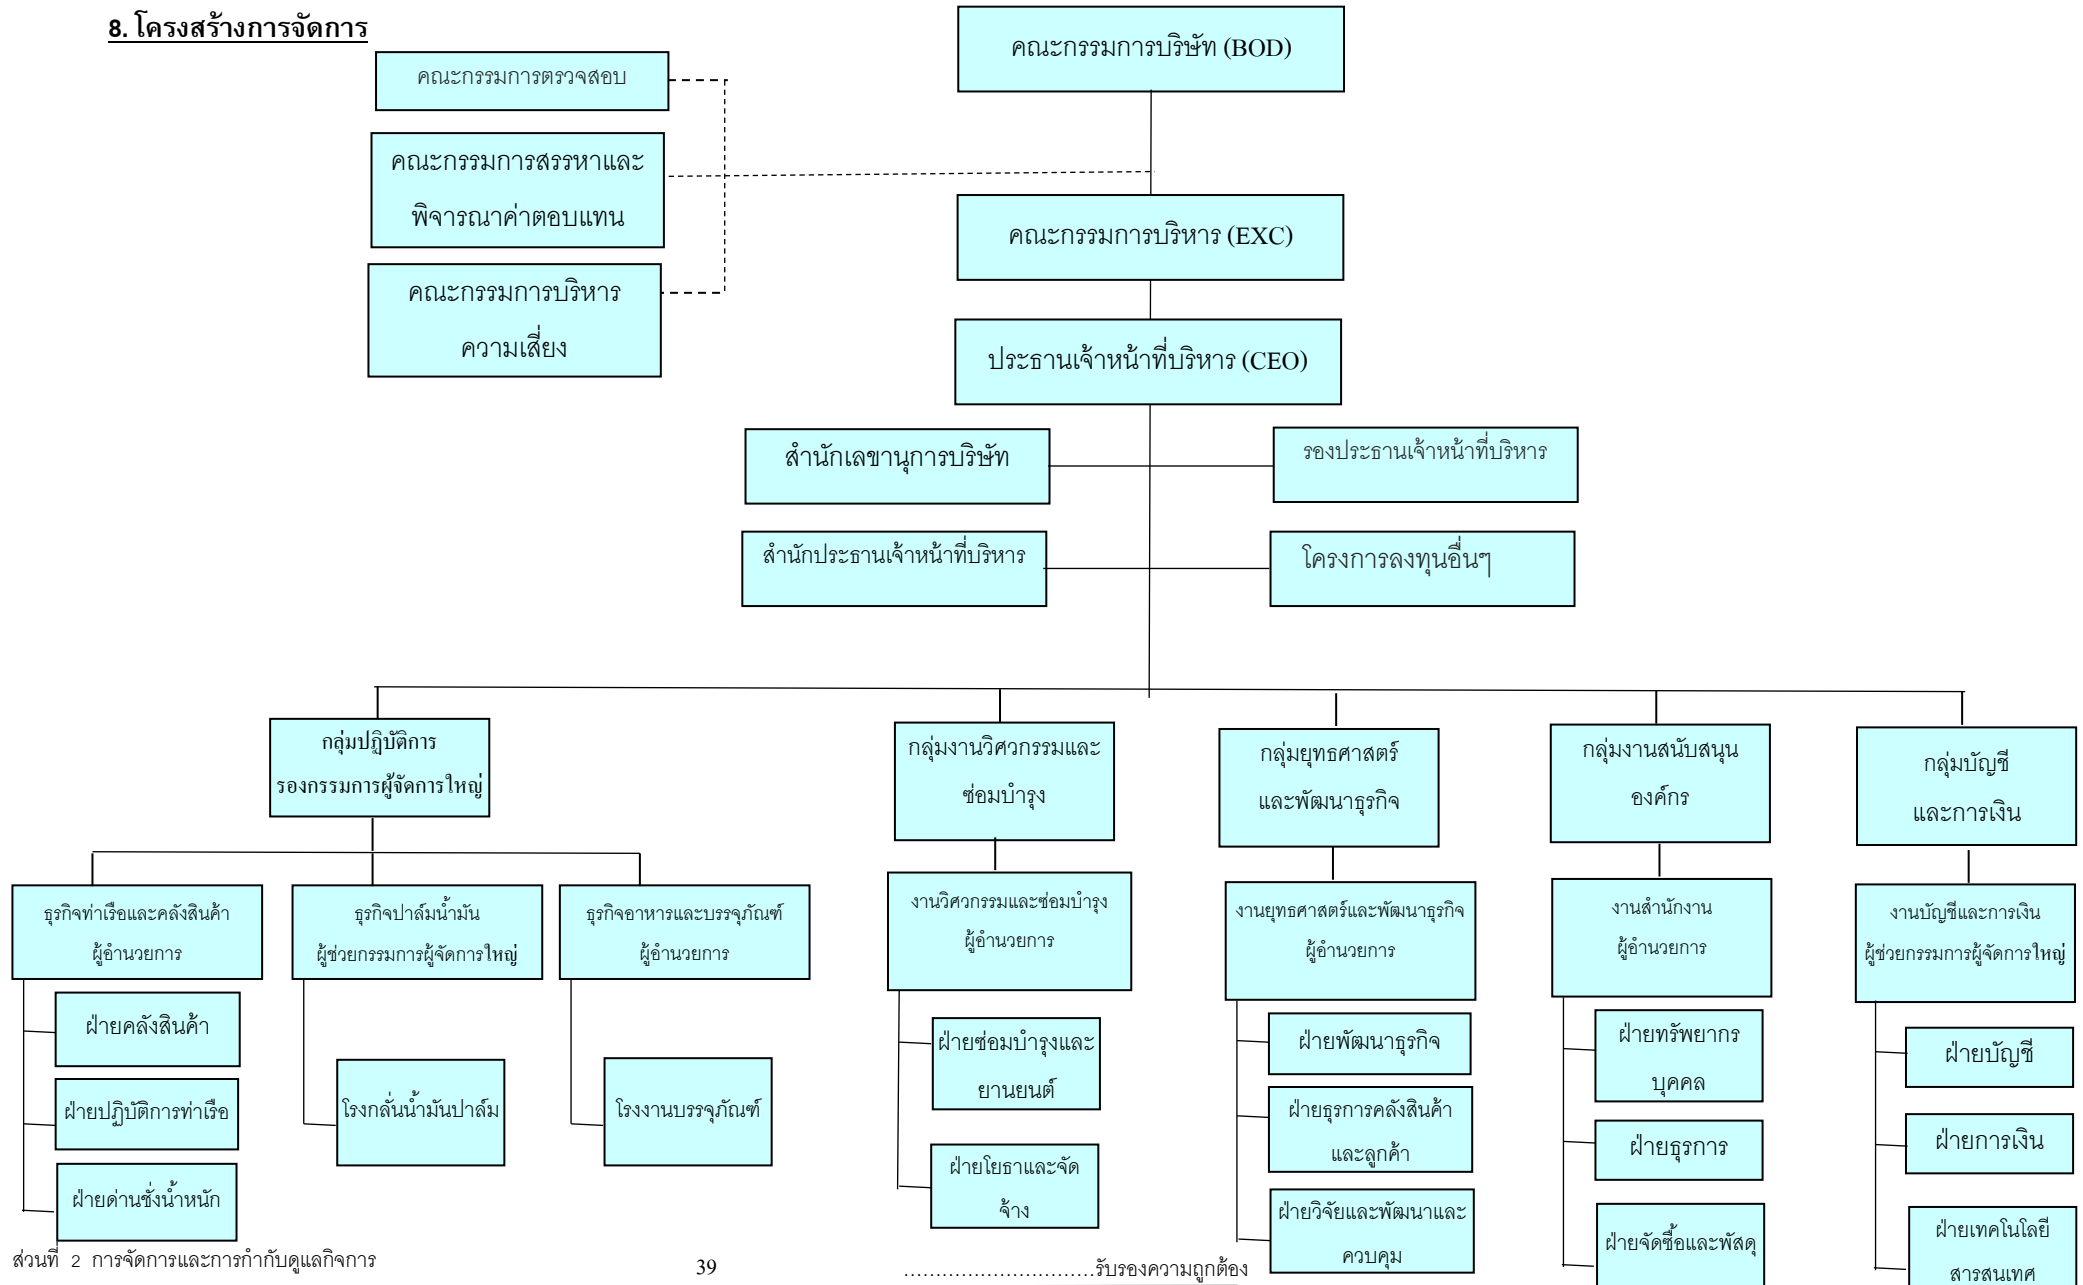 8. โครงสร้างการจัดการ
คณะกรรมการบริษัท (BOD)
คณะกรรมการตรวจสอบ
คณะกรรมการสรรหาและ
พิจารณาค่าตอบแทน
คณะกรรมการบริหาร (EXC)
คณะกรรมการบริหาร
ความเสี่ยง
ประธานเจ้าหน้าที่บริหาร (CEO)
สำนักเลขานุการบริษัท
รองประธานเจ้าหน้าที่บริหาร
สำนักประธานเจ้าหน้าที่บริหาร
โครงการลงทุนอื่นๆ
กลุ่มปฏิบัติการ
รองกรรมการผู้จัดการใหญ่
กลุ่มงานวิศวกรรมและ
ซ่อมบำรุง
กลุ่มยุทธศาสตร์
และพัฒนาธุรกิจ
กลุ่มงานสนับสนุน
องค์กร
กลุ่มบัญชี
และการเงิน
ธุรกิจท่าเรือและคลังสินค้า
ผู้อำนวยการ
ธุรกิจปาล์มน้ำมัน
ผู้ช่วยกรรมการผู้จัดการใหญ่
ธุรกิจอาหารและบรรจุภัณฑ์
ผู้อำนวยการ
งานวิศวกรรมและซ่อมบำรุง
ผู้อำนวยการ
งานยุทธศาสตร์และพัฒนาธุรกิจ
ผู้อำนวยการ
งานสำนักงาน
ผู้อำนวยการ
งานบัญชีและการเงิน
ผู้ช่วยกรรมการผู้จัดการใหญ่
ฝ่ายคลังสินค้า
ฝ่ายปฏิบัติการท่าเรือ
ฝ่ายด่านชั่งน้ำหนัก
โรงกลั่นน้ำมันปาล์ม
โรงงานบรรจุภัณฑ์
ฝ่ายซ่อมบำรุงและ
ยานยนต์
ฝ่ายโยธาและจัด
จ้าง
ฝ่ายพัฒนาธุรกิจ
ฝ่ายธุรการคลังสินค้า
และลูกค้า
ฝ่ายวิจัยและพัฒนาและ
ควบคุม
ฝ่ายทรัพยากร
บุคคล
ฝ่ายธุรการ
ฝ่ายจัดซื้อและพัสดุ
ฝ่ายบัญชี
ฝ่ายการเงิน
ฝ่ายเทคโนโลยี
สารสนเทศ
ส่วนที่ 2 การจัดการและการกำกับดูแลกิจการ
39
..............................รับรองความถูกต้อง